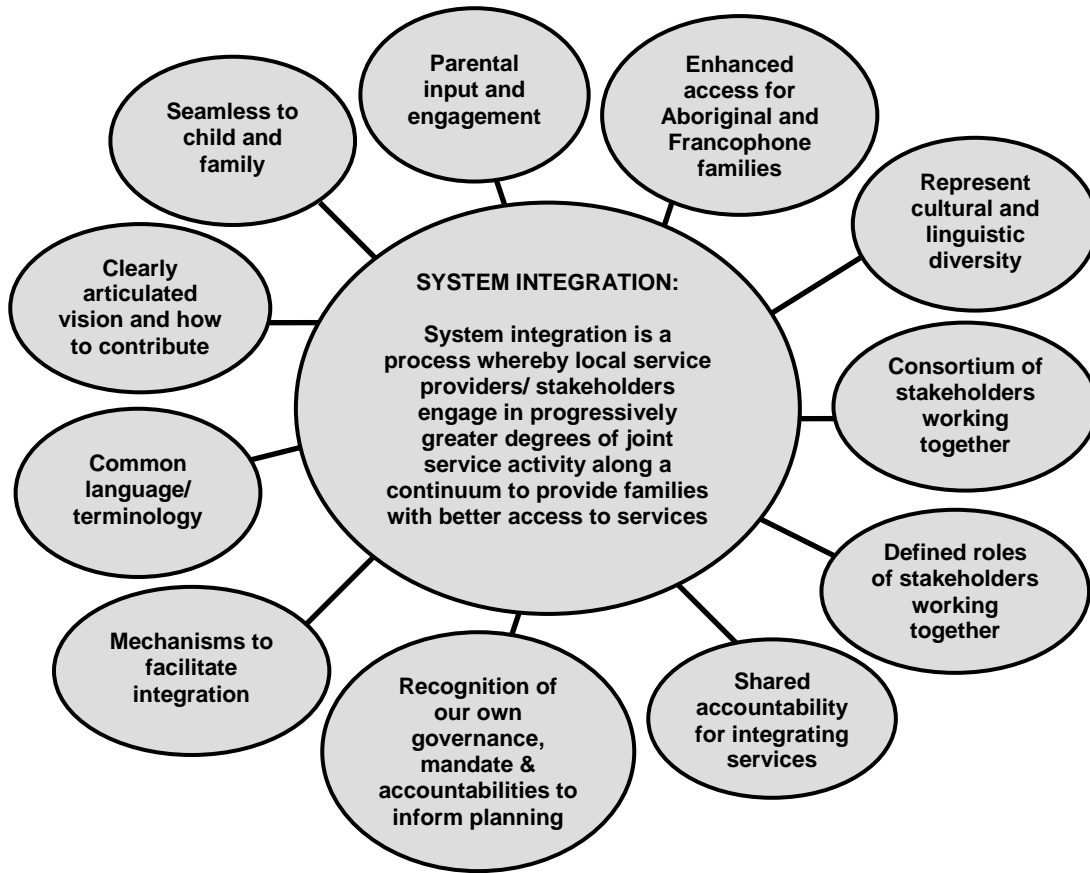 Parental
input and
engagement
Enhanced
access for
Aboriginal and
Francophone
families
Seamless to
child and
family
Represent
cultural and
linguistic
diversity
Clearly
articulated
vision and how
to contribute
SYSTEM INTEGRATION:
System integration is a
process whereby local service
providers/ stakeholders
engage in progressively
greater degrees of joint
service activity along a
continuum to provide families
with better access to services
Consortium of
stakeholders
working
together
Common
language/
terminology
Defined roles
of stakeholders
working
together
Mechanisms to
facilitate
integration
Recognition of
our own
governance,
mandate &
accountabilities to
inform planning
Shared
accountability
for integrating
services